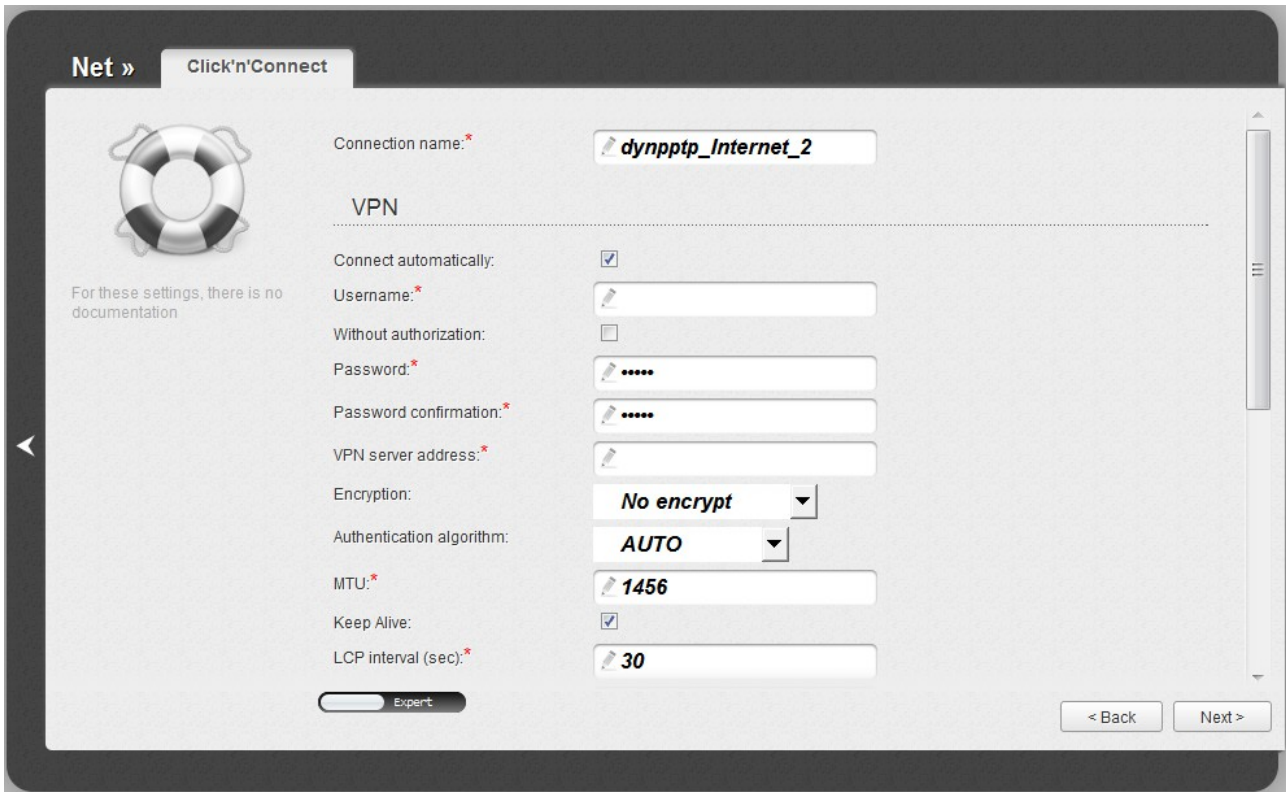 Net » Click'n'Connect
Connection name:* dynpptp_Internet_2
VPN
For these settings, there is no
documentation
Connect automatically:
Username:*
Without authorization:
Password:* •••••
Password confirmation:* •••••
VPN server address:*
Encryption: No encrypt
Authentication algorithm: AUTO
MTU:* 1456
Keep Alive:
LCP interval (sec):* 30
Expert
< Back Next >